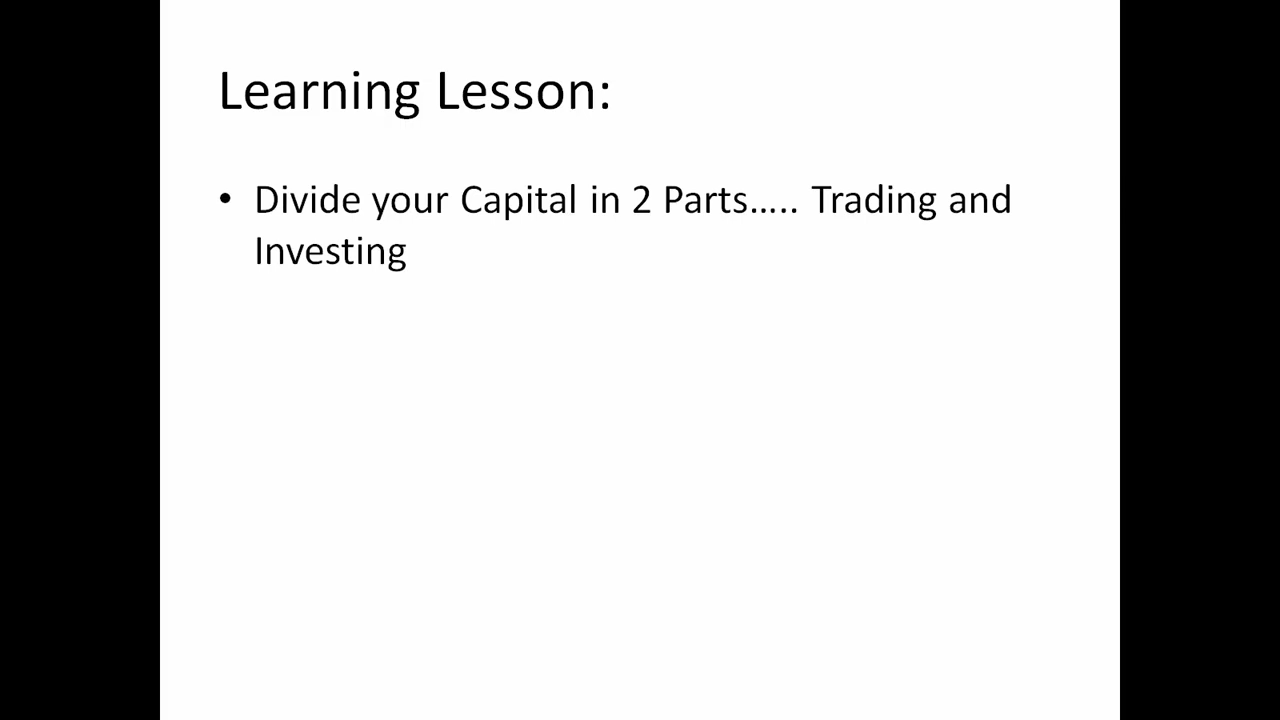 Learning Lesson:
• Divide your Capital in 2 Parts….. Trading and
Investing